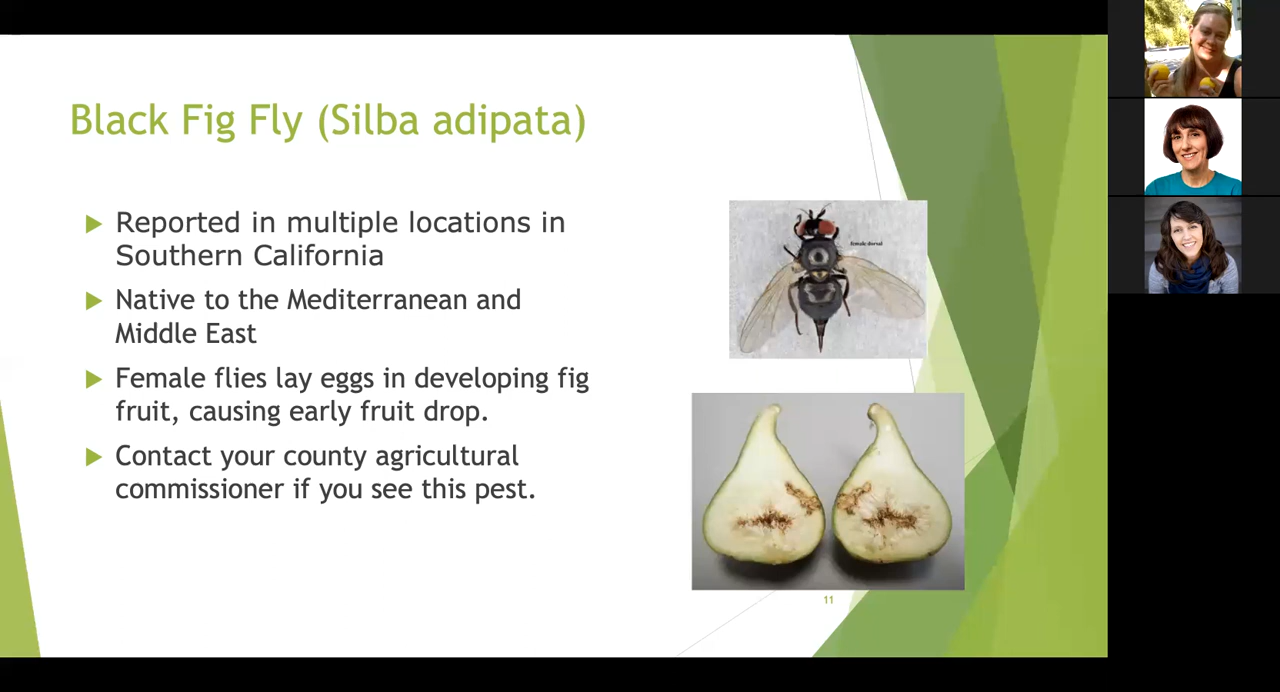 Black Fig Fly (Silba adipata)
Reported in multiple locations in
Southern California
Native to the Mediterranean and
Middle East
Female flies lay eggs in developing fig
fruit, causing early fruit drop.
Contact your county agricultural
commissioner if you see this pest.
female dorsal
11